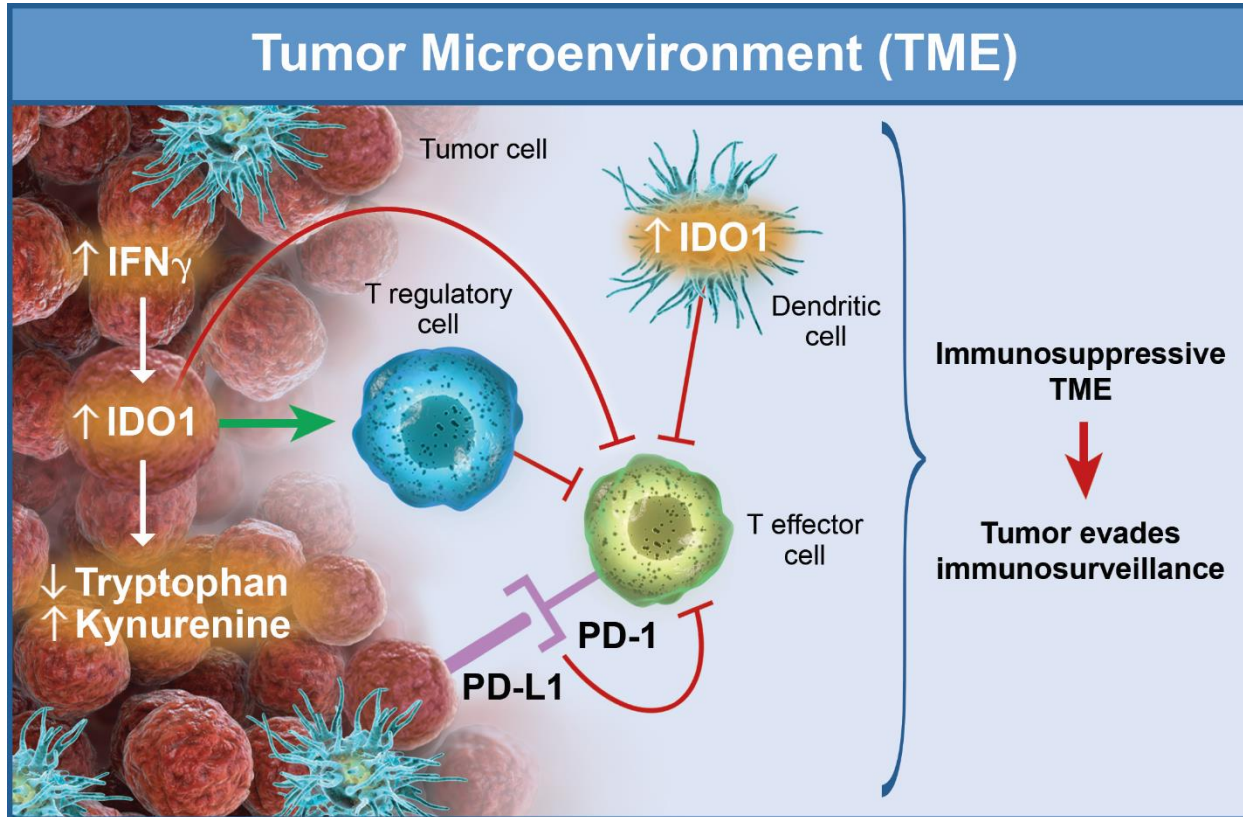 Tumor Microenvironment (TME)
Tumor cell
↑ IFNγ
↑ IDO1
T regulatory
cell
Dendritic
cell
↑ IDO1
↓ Tryptophan
↑ Kynurenine
T effector
cell
PD-1
PD-L1
Immunosuppressive
TME
Tumor evades
immunosurveillance